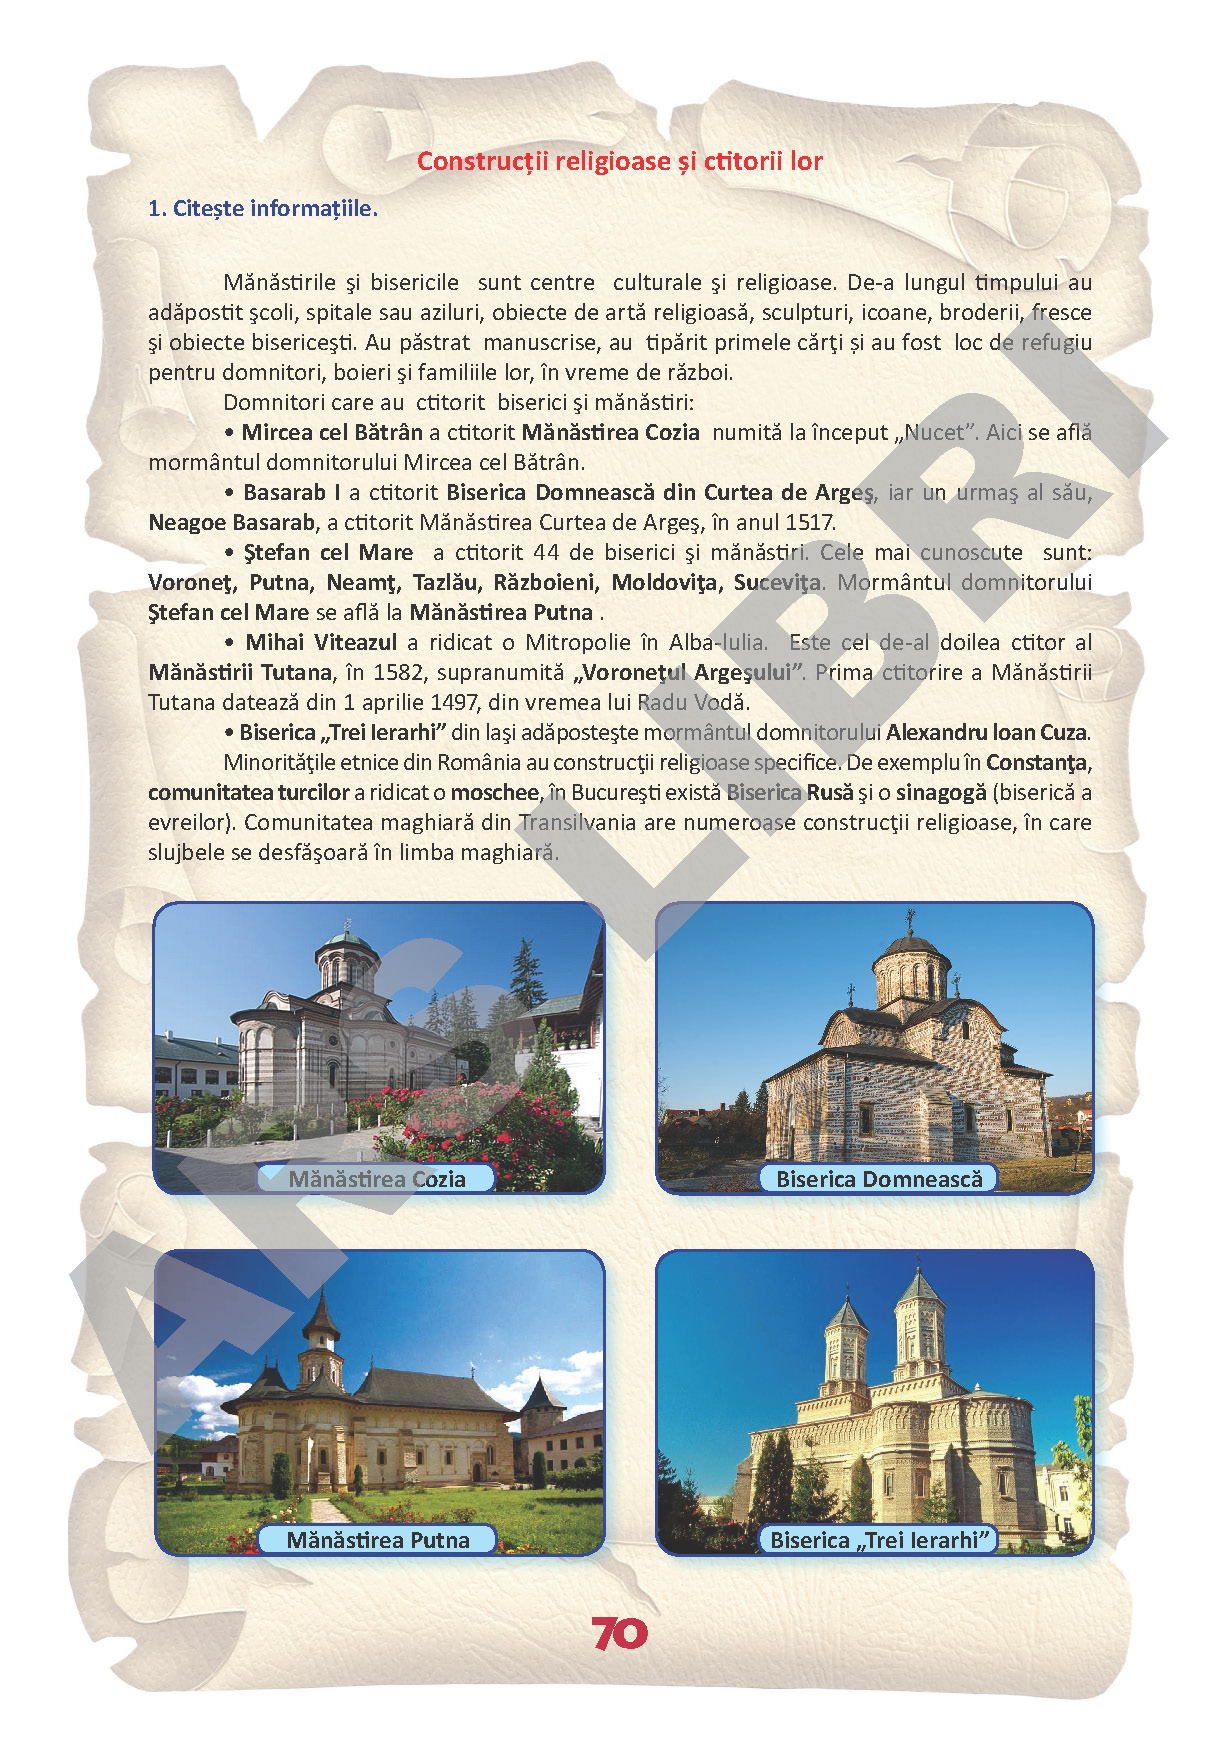 Construcții religioase și ctitorii lor
1. Citește informațiile.
Mănăstirile şi bisericile sunt centre culturale şi religioase. De-a lungul timpului au
adăpostit şcoli, spitale sau aziluri, obiecte de artă religioasă, sculpturi, icoane, broderii, fresce
şi obiecte bisericeşti. Au păstrat manuscrise, au tipărit primele cărţi și au fost loc de refugiu
pentru domnitori, boieri şi familiile lor, în vreme de război.
Domnitori care au ctitorit biserici şi mănăstiri:
• Mircea cel Bătrân a ctitorit Mănăstirea Cozia numită la început „Nucet”. Aici se află
mormântul domnitorului Mircea cel Bătrân.
• Basarab I a ctitorit Biserica Domnească din Curtea de Argeş, iar un urmaş al său,
Neagoe Basarab, a ctitorit Mănăstirea Curtea de Argeş, în anul 1517.
• Ştefan cel Mare a ctitorit 44 de biserici şi mănăstiri. Cele mai cunoscute sunt:
Voroneţ, Putna, Neamţ, Tazlău, Războieni, Moldoviţa, Suceviţa. Mormântul domnitorului
Ştefan cel Mare se află la Mănăstirea Putna .
• Mihai Viteazul a ridicat o Mitropolie în Alba-Iulia. Este cel de-al doilea ctitor al
Mănăstirii Tutana, în 1582, supranumită „Voroneţul Argeşului”. Prima ctitorire a Mănăstirii
Tutana datează din 1 aprilie 1497, din vremea lui Radu Vodă.
• Biserica „Trei Ierarhi” din Iaşi adăposteşte mormântul domnitorului Alexandru Ioan Cuza.
Minorităţile etnice din România au construcţii religioase specifice. De exemplu în Constanţa,
comunitatea turcilor a ridicat o moschee, în Bucureşti există Biserica Rusă şi o sinagogă (biserică a
evreilor). Comunitatea maghiară din Transilvania are numeroase construcţii religioase, în care
slujbele se desfăşoară în limba maghiară.
Mănăstirea Cozia
Biserica Domnească
Mănăstirea Putna
Biserica „Trei Ierarhi”
70
ARS LIBRI